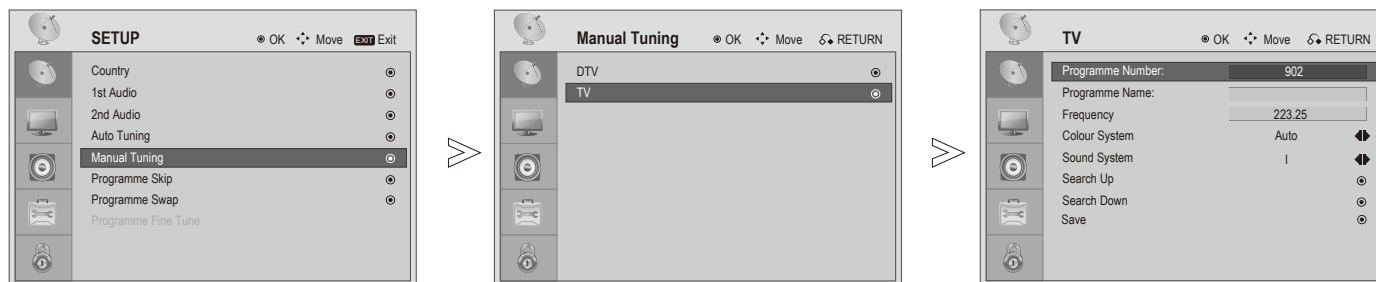 SETUP OK Move EXIT Exit
Country
1st Audio
2nd Audio
Auto Tuning
Manual Tuning
Programme Skip
Programme Swap
Programme Fine Tune
Manual Tuning OK Move RETURN
DTV
TV
TV OK Move RETURN
Programme Number: 902
Programme Name:
Frequency 223.25
Colour System Auto
Sound System I
Search Up
Search Down
Save